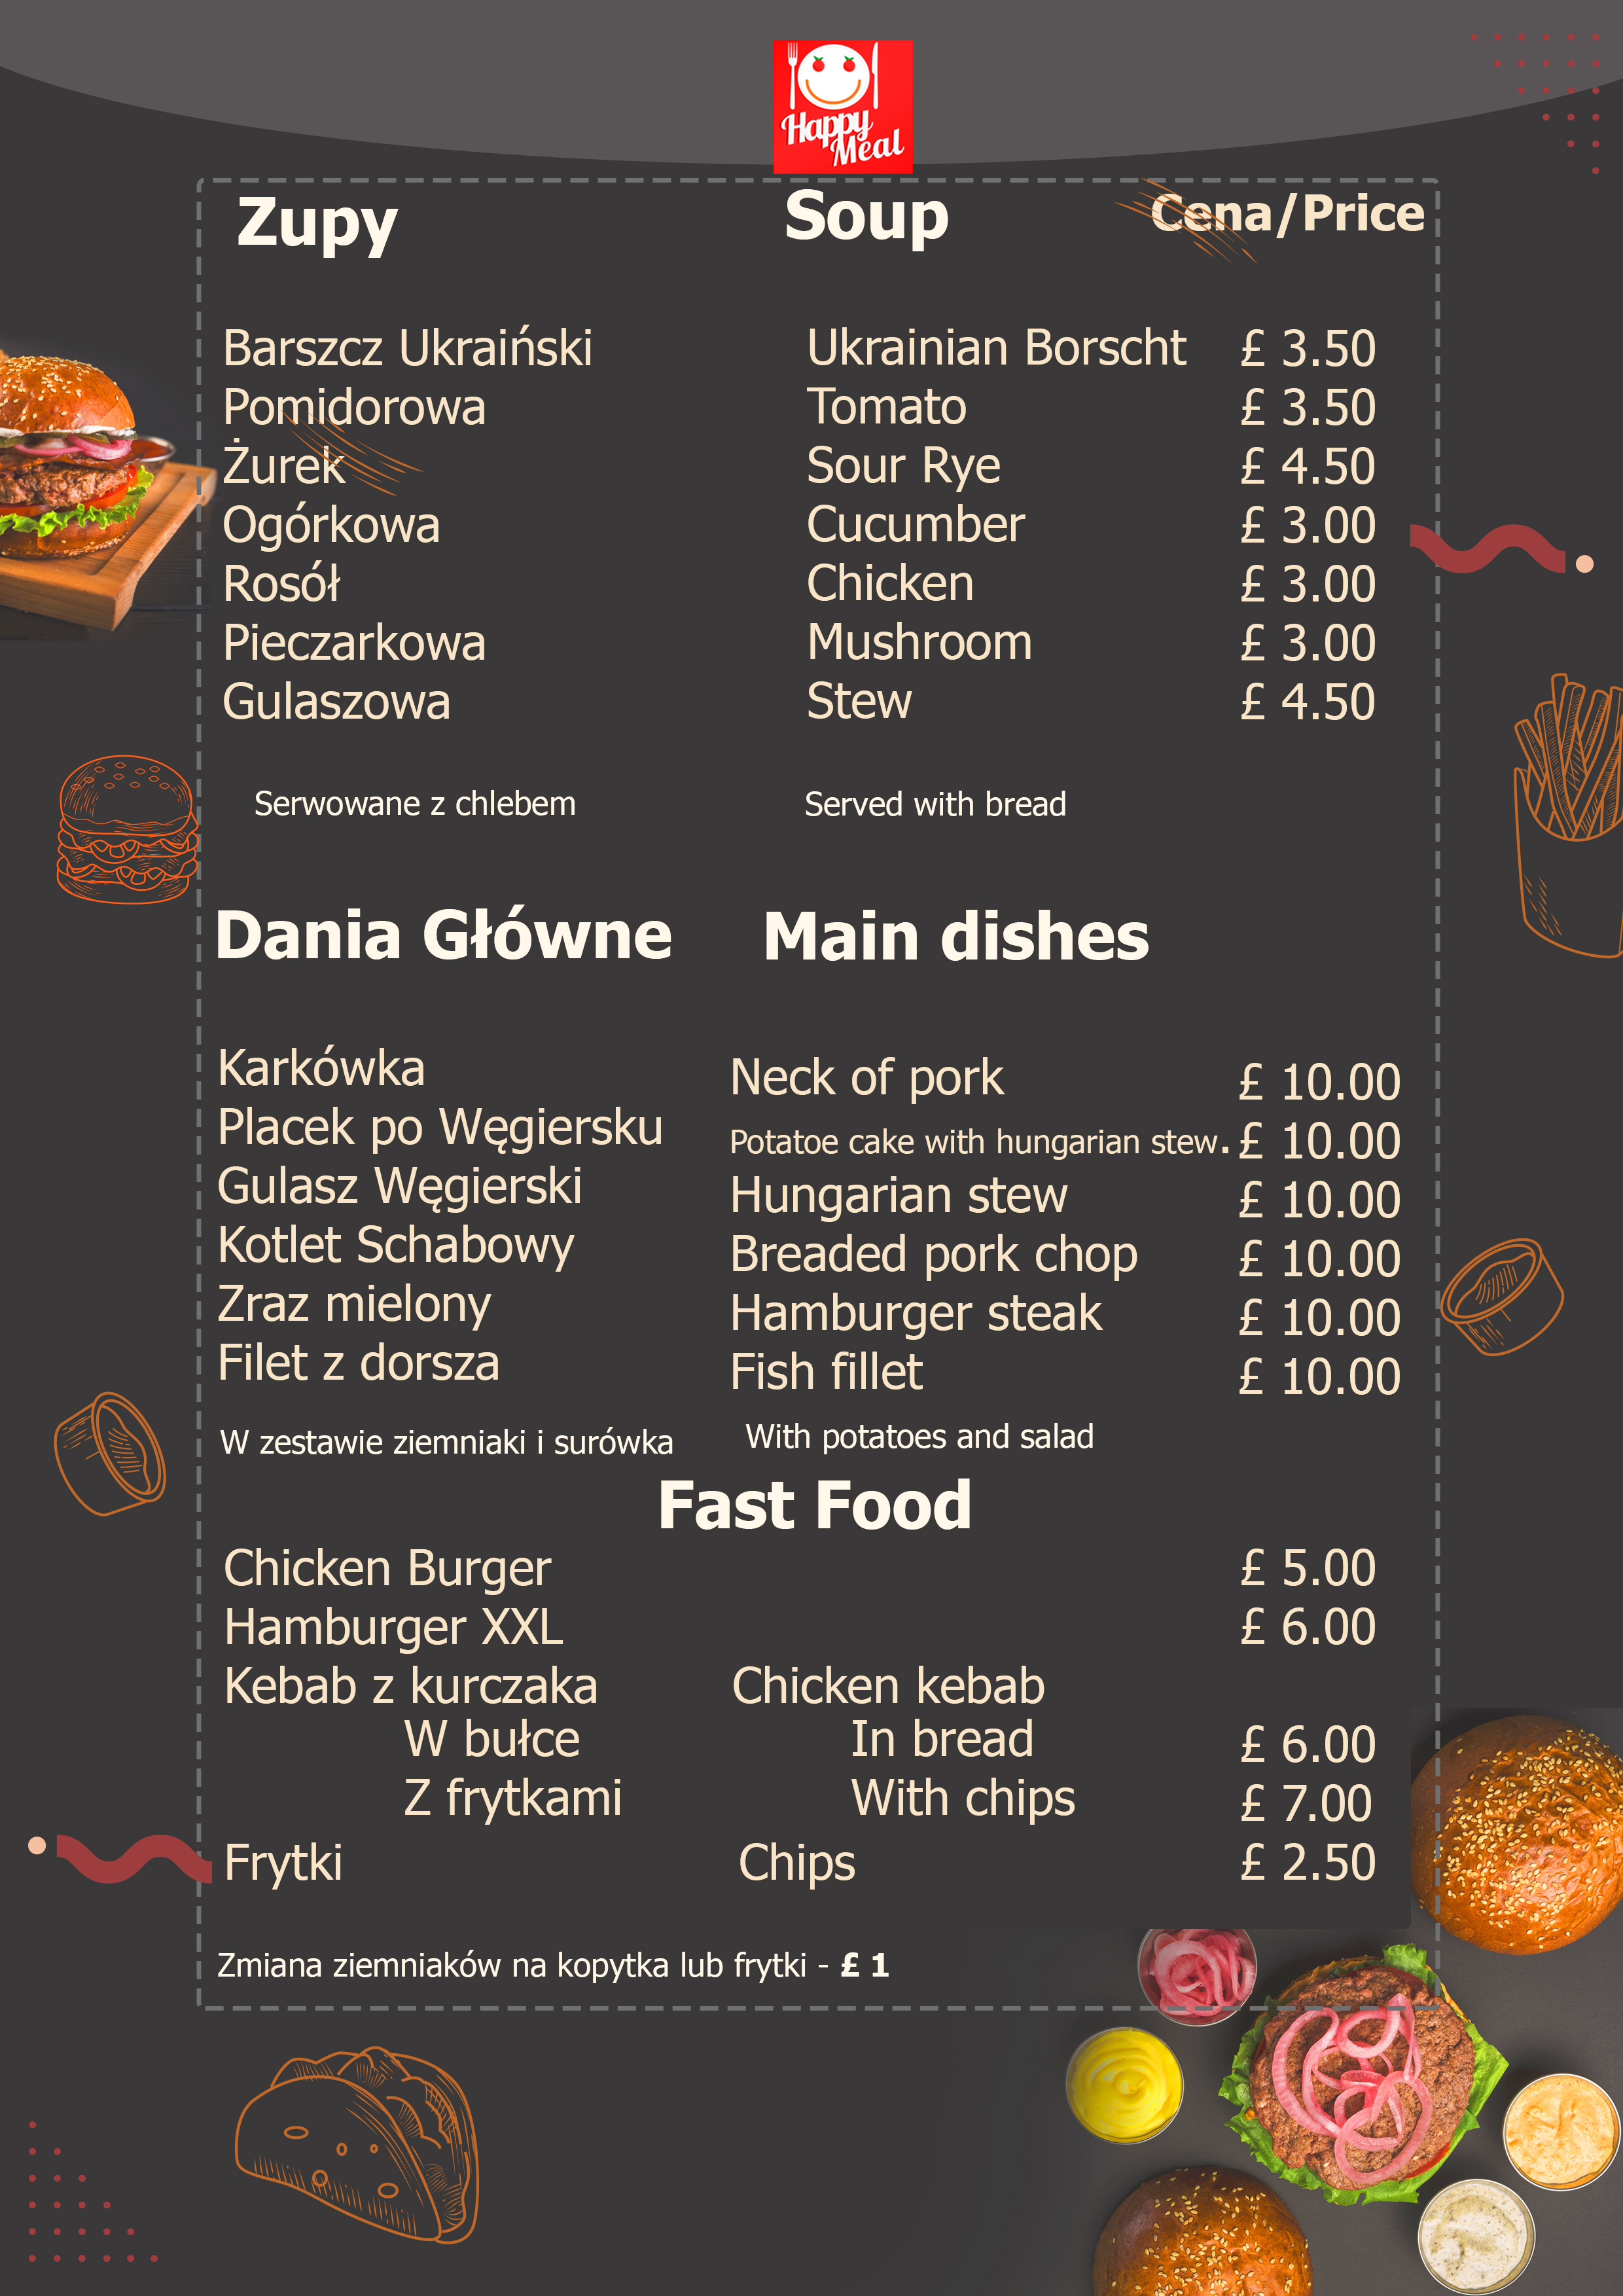 Happy
Meal
Zupy Soup Cena/Price
Barszcz Ukraiński Ukrainian Borscht £ 3.50
Pomidorowa Tomato £ 3.50
Żurek Sour Rye £ 4.50
Ogórkowa Cucumber £ 3.00
Rosół Chicken £ 3.00
Pieczarkowa Mushroom £ 3.00
Gulaszowa Stew £ 4.50
Serwowane z chlebem Served with bread
Dania Główne Main dishes
Karkówka Neck of pork £ 10.00
Placek po Węgiersku Potatoe cake with hungarian stew. £ 10.00
Gulasz Węgierski Hungarian stew £ 10.00
Kotlet Schabowy Breaded pork chop £ 10.00
Zraz mielony Hamburger steak £ 10.00
Filet z dorsza Fish fillet £ 10.00
W zestawie ziemniaki i surówka With potatoes and salad
Fast Food
Chicken Burger £ 5.00
Hamburger XXL £ 6.00
Kebab z kurczaka Chicken kebab
W bułce In bread £ 6.00
Z frytkami With chips £ 7.00
Frytki Chips £ 2.50
Zmiana ziemniaków na kopytka lub frytki - £ 1